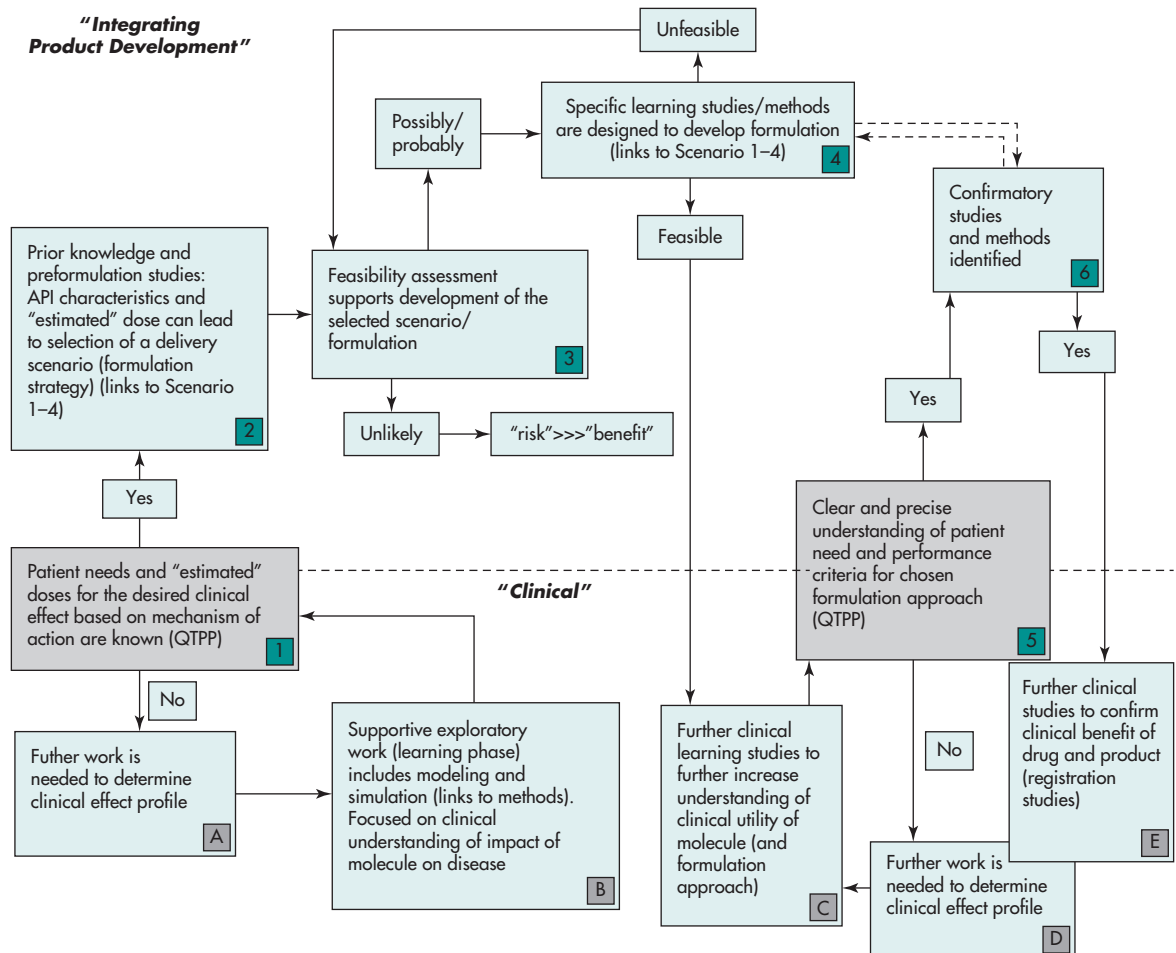 “Integrating
Product Development”
Unfeasible
Possibly/
probably
Specific learning studies/methods
are designed to develop formulation
(links to Scenario 1–4)
4
Feasible
Confirmatory
studies
and methods
identified
6
Yes
Prior knowledge and
preformulation studies:
API characteristics and
“estimated” dose can lead
to selection of a delivery
scenario (formulation
strategy) (links to Scenario
1–4)
2
Feasibility assessment
supports development of the
selected scenario/
formulation
3
Unlikely
“risk”>>>”benefit”
Yes
Yes
Patient needs and “estimated”
doses for the desired clinical
effect based on mechanism of
action are known (QTPP)
1
“Clinical”
Clear and precise
understanding of patient
need and performance
criteria for chosen
formulation approach
(QTPP)
5
No
Futher work is
needed to determine
clinical effect profile
A
Supportive exploratory
work (learning phase)
includes modeling and
simulation (links to methods).
Focused on clinical
understanding of impact of
molecule on disease
B
Further clinical
learning studies to
further increase
understanding of
clinical utility of
molecule (and
formulation
approach)
C
No
Further work is
needed to determine
clinical effect profile
D
Further clinical
studies to confirm
clinical benefit of
drug and product
(registration
studies)
E